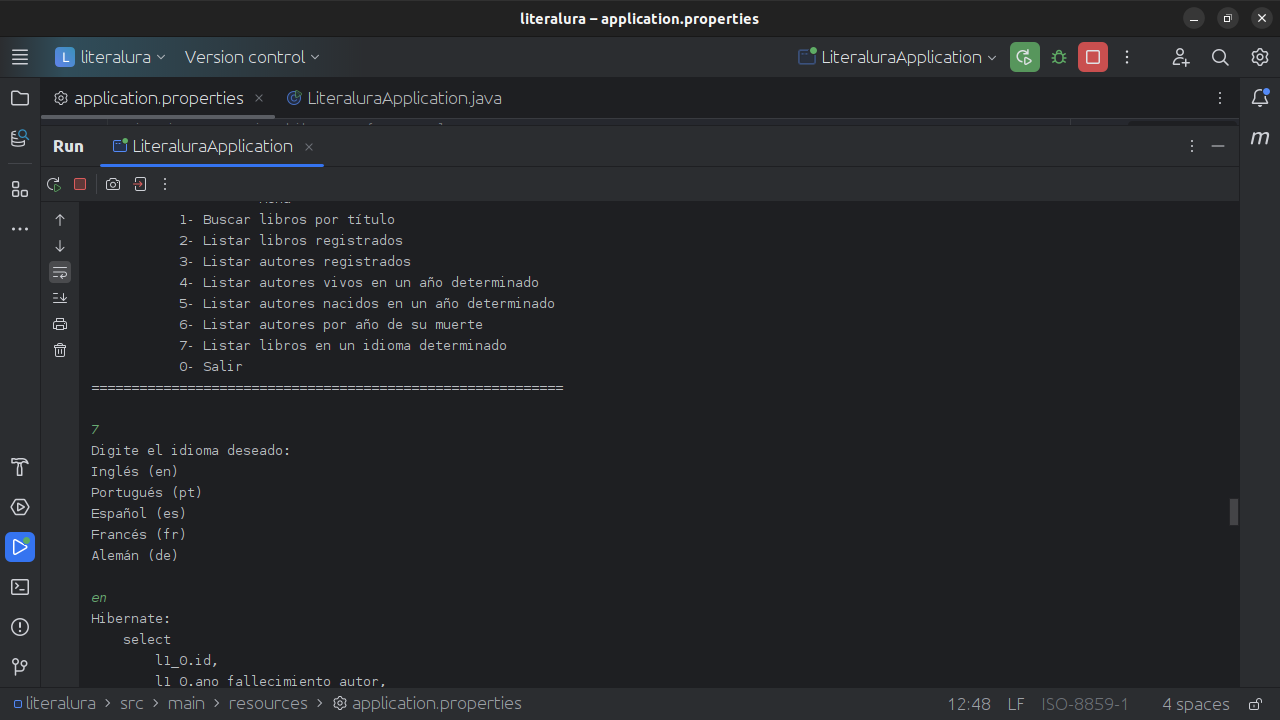 literalura – application.properties
L literalura Version control LiteraluraApplication
application.properties LiteraluraApplication.java
Run LiteraluraApplication
1- Buscar libros por título
2- Listar libros registrados
3- Listar autores registrados
4- Listar autores vivos en un año determinado
5- Listar autores nacidos en un año determinado
6- Listar autores por año de su muerte
7- Listar libros en un idioma determinado
0- Salir
===========================================================
7
Digite el idioma deseado:
Inglés (en)
Portugués (pt)
Español (es)
Francés (fr)
Alemán (de)
en
Hibernate:
select
l1_0.id,
l1_0.ano_fallecimiento_autor,
literalura > src > main > resources > application.properties 12:48 LF ISO-8859-1 4 spaces
m